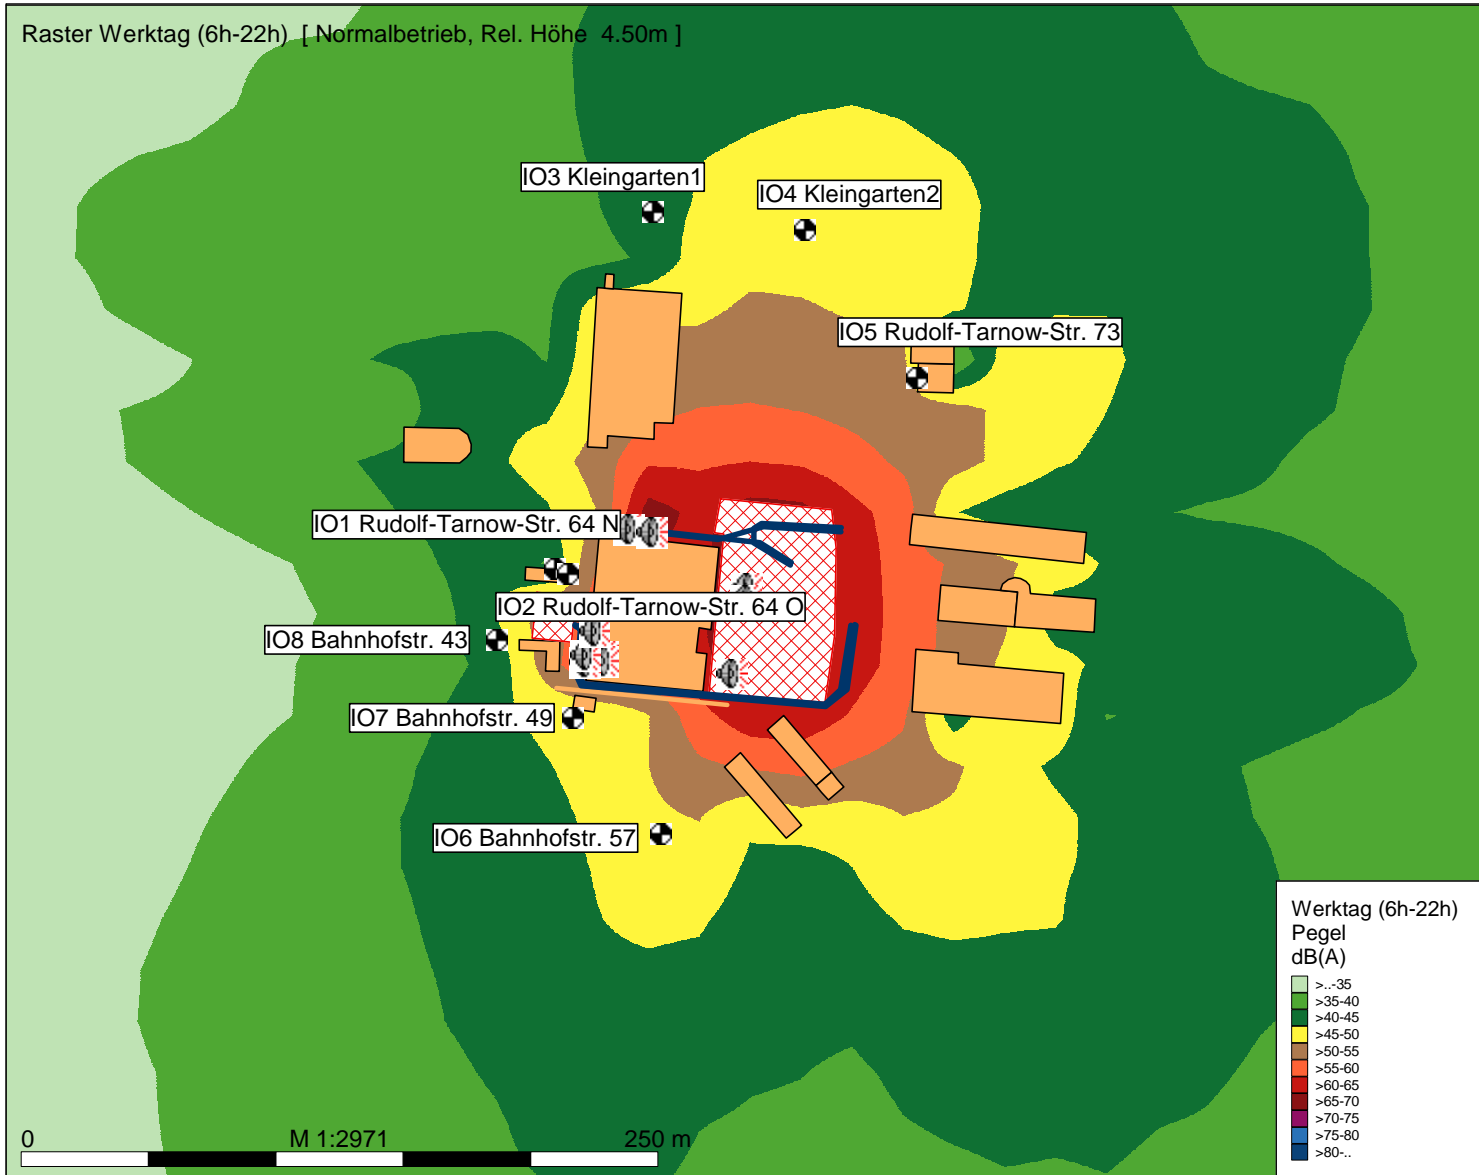 Raster Werktag (6h-22h) [ Normalbetrieb, Rel. Höhe 4.50m ]
IO3 Kleingarten1
IO4 Kleingarten2
IO5 Rudolf-Tarnow-Str. 73
IO1 Rudolf-Tarnow-Str. 64 N
IO2 Rudolf-Tarnow-Str. 64 O
IO8 Bahnhofstr. 43
IO7 Bahnhofstr. 49
IO6 Bahnhofstr. 57
Werktag (6h-22h)
Pegel
dB(A)
>..-35
>35-40
>40-45
>45-50
>50-55
>55-60
>60-65
>65-70
>70-75
>75-80
>80-..
0 M 1:2971 250 m